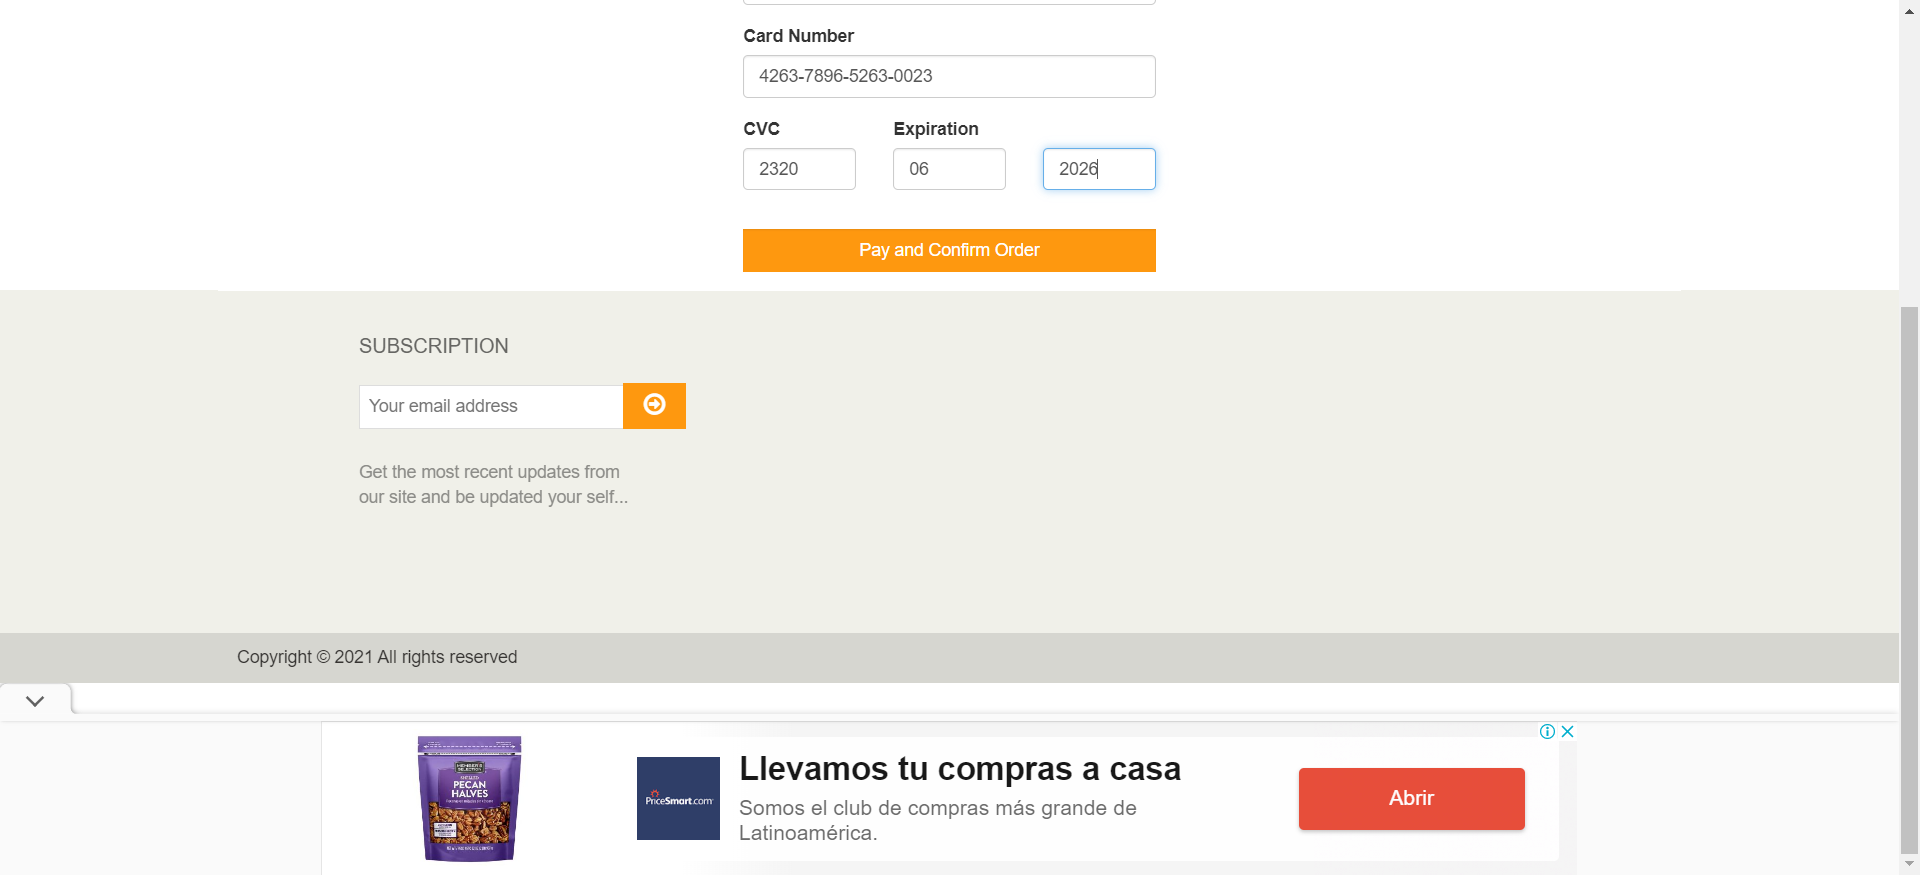 Card Number
4263-7896-5263-0023
CVC
Expiration
2320
06
2026
Pay and Confirm Order
SUBSCRIPTION
Your email address
Get the most recent updates from
our site and be updated your self...
Copyright © 2021 All rights reserved
MEMBER'S
SELECTION
PECAN
HALVES
PriceSmart.com
Llevamos tu compras a casa
Somos el club de compras más grande de
Latinoamérica.
Abrir